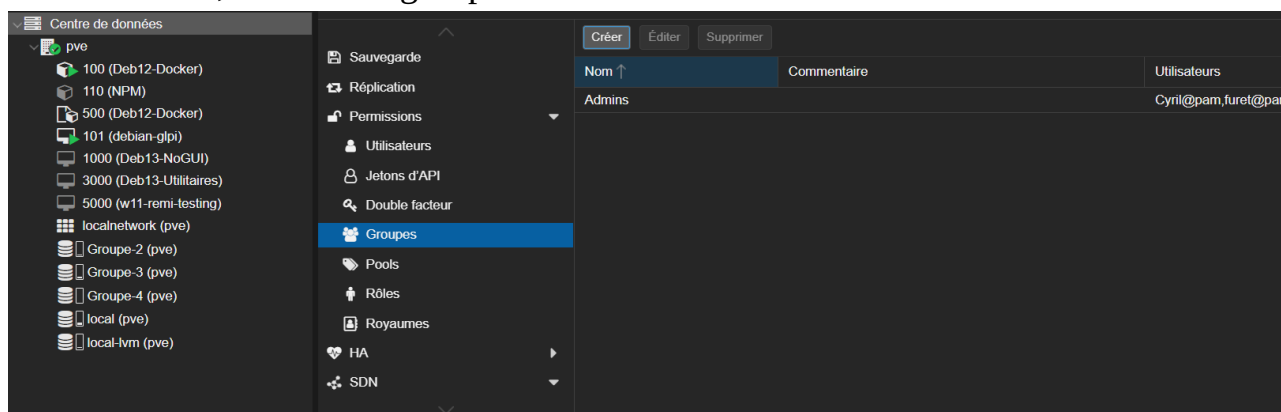 Centre de données
pve
100 (Deb12-Docker)
110 (NPM)
500 (Deb12-Docker)
101 (debian-glpi)
1000 (Deb13-NoGUI)
3000 (Deb13-Utilitaires)
5000 (w11-remi-testing)
localnetwork (pve)
Groupe-2 (pve)
Groupe-3 (pve)
Groupe-4 (pve)
local (pve)
local-lvm (pve)
Sauvegarde
Réplication
Permissions
Utilisateurs
Jetons d'API
Double facteur
Groupes
Pools
Rôles
Royaumes
HA
SDN
Créer Éditer Supprimer
Nom ↑ Commentaire Utilisateurs
Admins Cyril@pam,furet@pa